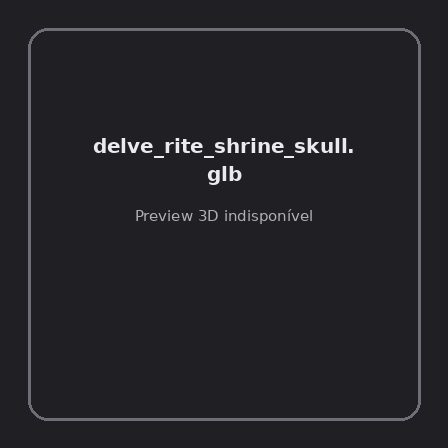 delve_rite_shrine_skull.
glb
Preview 3D indisponível